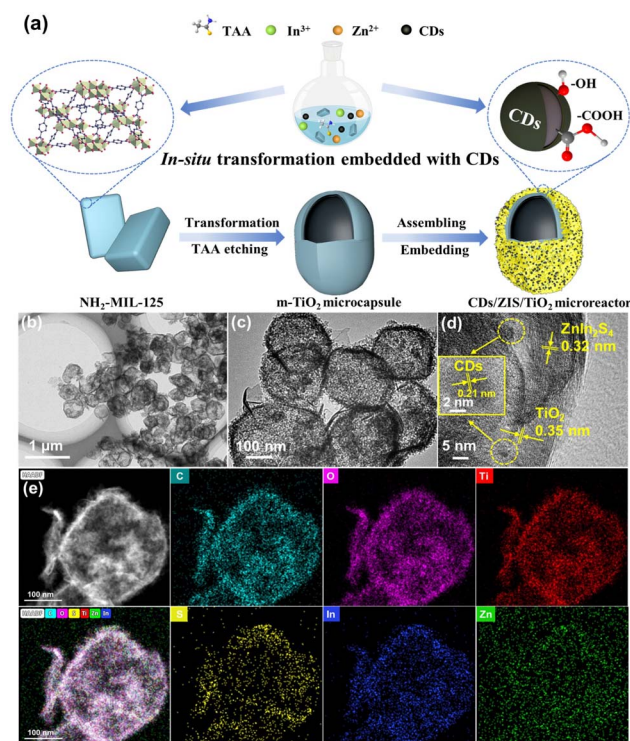 (a)
TAA In³⁺ Zn²⁺ CDs
-OH
CDs
-COOH
In-situ transformation embedded with CDs
Transformation
TAA etching
Assembling
Embedding
NH₂-MIL-125
m-TiO₂ microcapsule
CDs/ZIS/TiO₂ microreactor
(b)
1 μm
(c)
100 nm
(d)
ZnIn₂S₄
0.32 nm
CDs
0.21 nm
2 nm
TiO₂
0.35 nm
5 nm
(e)
HAADF
100 nm
C
O
Ti
HAADF C O S Ti Zn In
100 nm
S
In
Zn